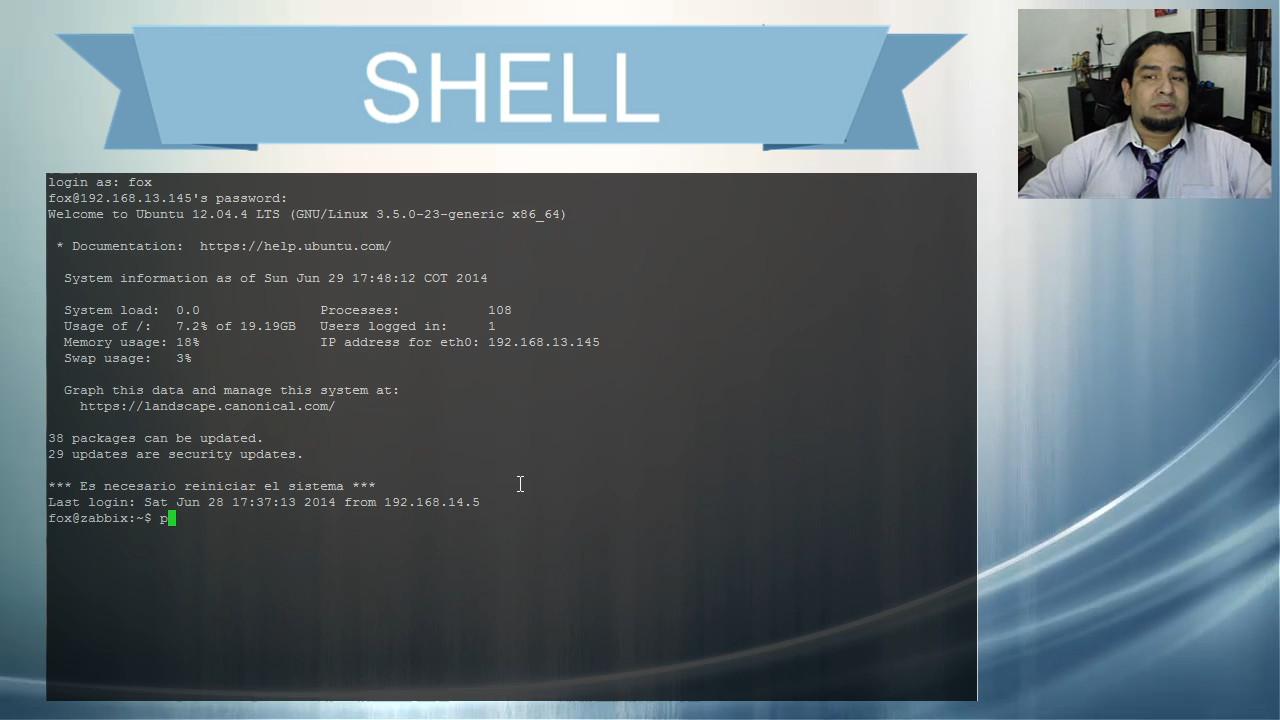 SHELL
login as: fox
fox@192.168.13.145's password:
Welcome to Ubuntu 12.04.4 LTS (GNU/Linux 3.5.0-23-generic x86_64)
* Documentation:  https://help.ubuntu.com/
System information as of Sun Jun 29 17:48:12 COT 2014
System load:  0.0               Processes:           108
Usage of /:   7.2% of 19.19GB   Users logged in:     1
Memory usage: 18%               IP address for eth0: 192.168.13.145
Swap usage:   3%
Graph this data and manage this system at:
https://landscape.canonical.com/
38 packages can be updated.
29 updates are security updates.
*** Es necesario reiniciar el sistema ***
Last login: Sat Jun 28 17:37:13 2014 from 192.168.14.5
fox@zabbix:~$ p